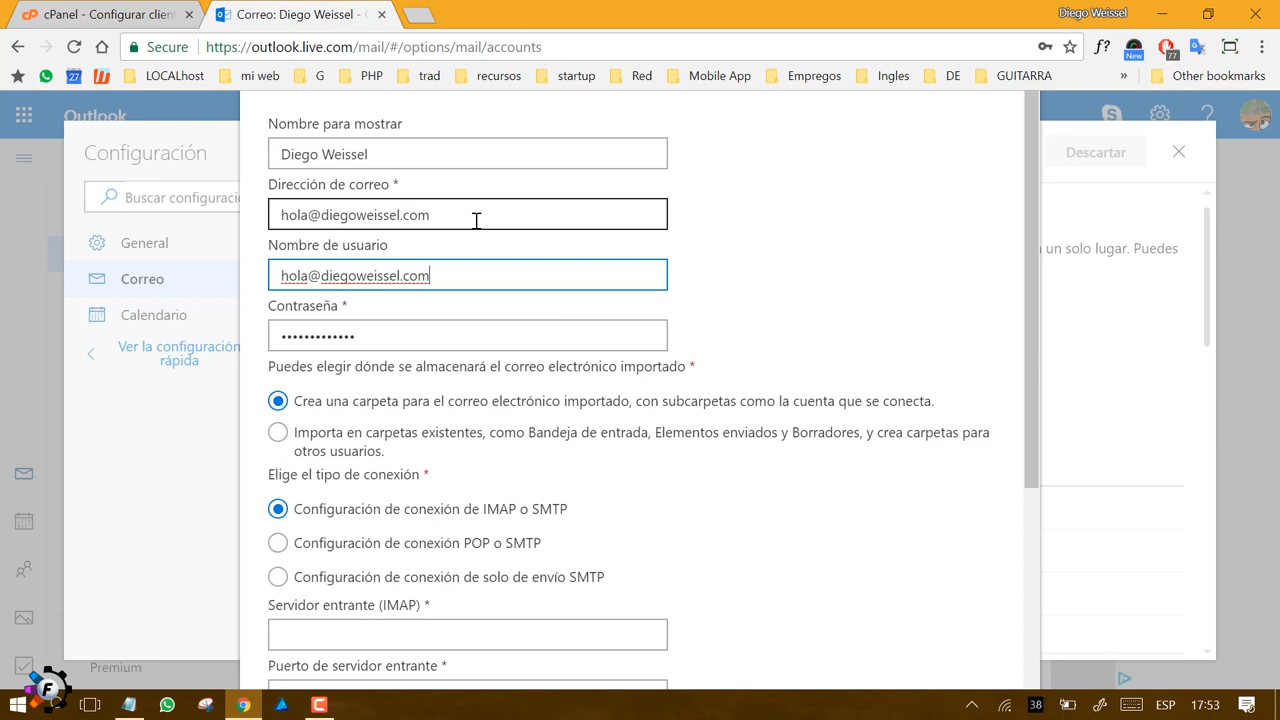 cPanel - Configurar client
Correo: Diego Weissel - O
Diego Weissel
Secure
https://outlook.live.com/mail/#/options/mail/accounts
f?
New
77
27
LOCALhost
mi web
G
PHP
trad
recursos
startup
Red
Mobile App
Empregos
Ingles
DE
GUITARRA
»
Other bookmarks
Outlook
Configuración
Descartar
Buscar configuració
General
Correo
Calendario
Ver la configuración
rápida
Premium
Nombre para mostrar
Diego Weissel
Dirección de correo *
hola@diegoweissel.com
un solo lugar. Puedes
Nombre de usuario
hola@diegoweissel.com
Contraseña *
•••••••••••••
Puedes elegir dónde se almacenará el correo electrónico importado *
Crea una carpeta para el correo electrónico importado, con subcarpetas como la cuenta que se conecta.
Importa en carpetas existentes, como Bandeja de entrada, Elementos enviados y Borradores, y crea carpetas para
otros usuarios.
Elige el tipo de conexión *
Configuración de conexión de IMAP o SMTP
Configuración de conexión POP o SMTP
Configuración de conexión de solo de envío SMTP
Servidor entrante (IMAP) *
Puerto de servidor entrante *
F
38
ESP
17:53